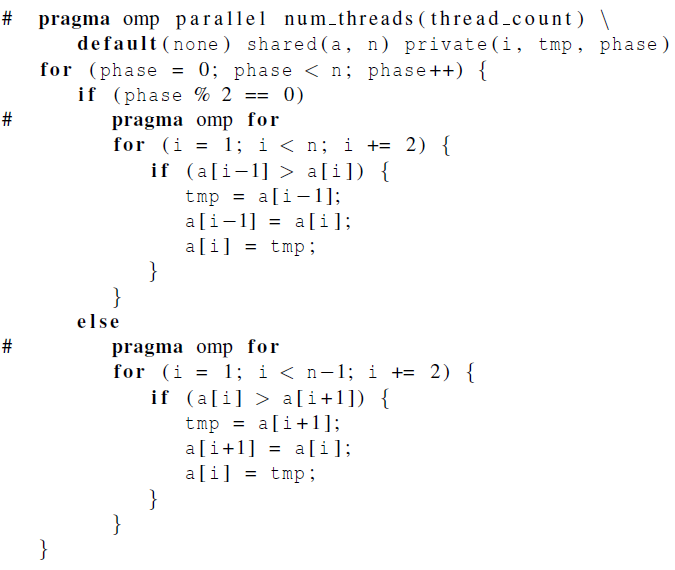 #  pragma omp parallel num_threads(thread_count) \
      default(none) shared(a, n) private(i, tmp, phase)
   for (phase = 0; phase < n; phase++) {
      if (phase % 2 == 0)
#        pragma omp for
         for (i = 1; i < n; i += 2) {
            if (a[i-1] > a[i]) {
               tmp = a[i-1];
               a[i-1] = a[i];
               a[i] = tmp;
            }
         }
      else
#        pragma omp for
         for (i = 1; i < n-1; i += 2) {
            if (a[i] > a[i+1]) {
               tmp = a[i+1];
               a[i+1] = a[i];
               a[i] = tmp;
            }
         }
   }